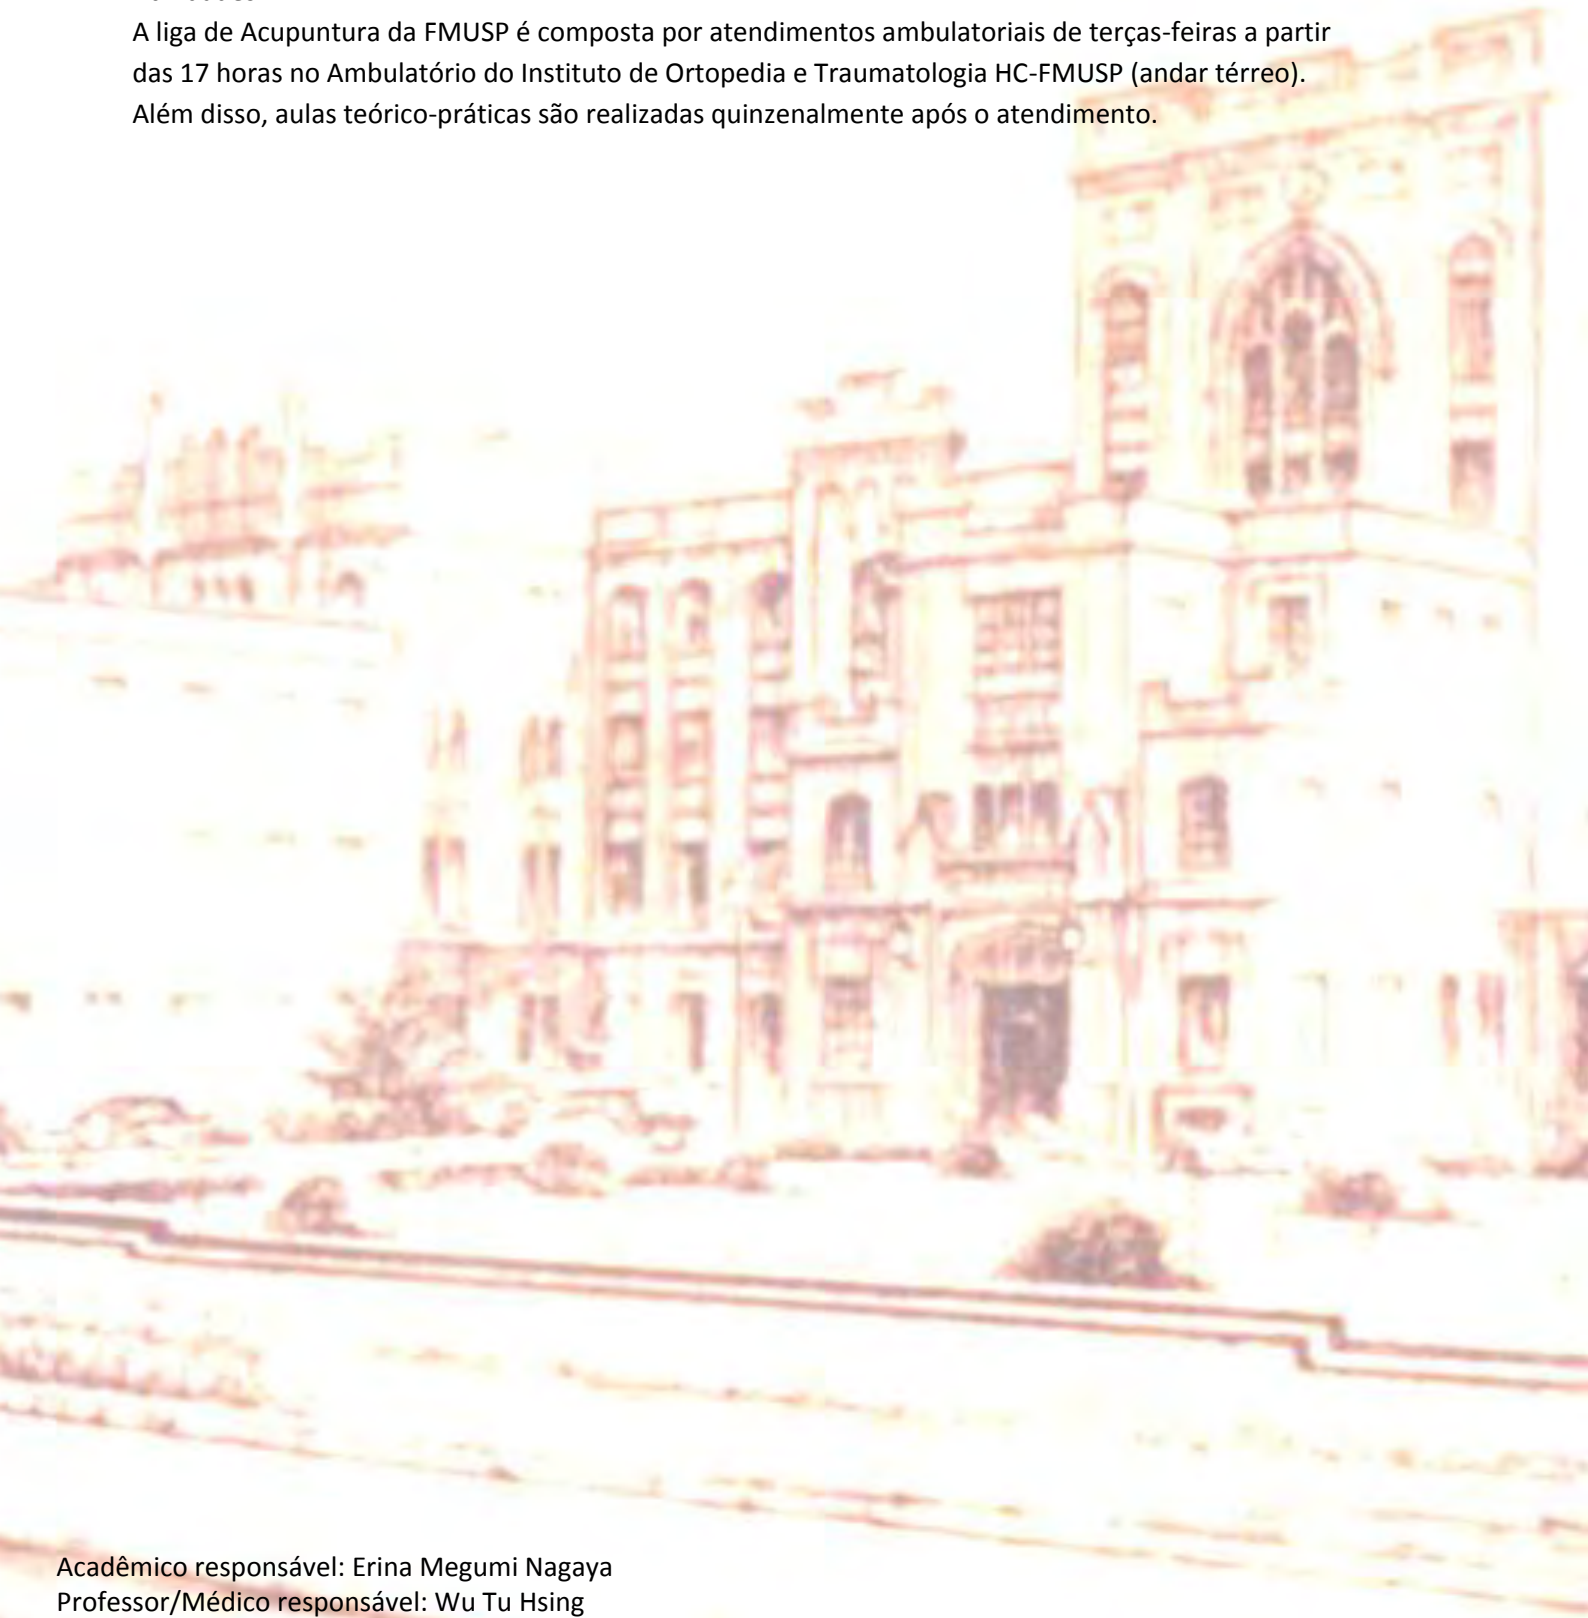 A liga de Acupuntura da FMUSP é composta por atendimentos ambulatoriais de terças-feiras a partir
das 17 horas no Ambulatório do Instituto de Ortopedia e Traumatologia HC-FMUSP (andar térreo).
Além disso, aulas teórico-práticas são realizadas quinzenalmente após o atendimento.
Acadêmico responsável: Erina Megumi Nagaya
Professor/Médico responsável: Wu Tu Hsing